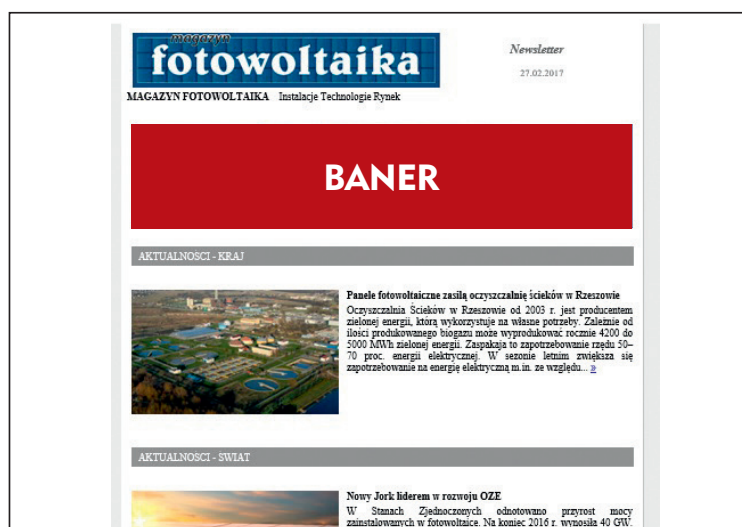 magazyn
fotowoltaika
Newsletter
27.02.2017
MAGAZYN FOTOWOLTAIKA Instalacje Technologie Rynek
BANER
AKTUALNOŚCI - KRAJ
Panele fotowoltaiczne zasilą oczyszczalnię ścieków w Rzeszowie
Oczyszczalnia Ścieków w Rzeszowie od 2003 r. jest producentem
zielonej energii, którą wykorzystuje na własne potrzeby. Zależnie od
ilości produkowanego biogazu może wyprodukować rocznie 4200 do
5000 MWh zielonej energii. Zaspakaja to zapotrzebowanie rzędu 50–
70 proc. energii elektrycznej. W sezonie letnim zwiększa się
zapotrzebowanie na energię elektryczną m.in. ze względu... »
AKTUALNOŚCI - ŚWIAT
Nowy Jork liderem w rozwoju OZE
W Stanach Zjednoczonych odnotowano przyrost mocy
zainstalowanych w fotowoltaice. Na koniec 2016 r. wynosiła 40 GW.